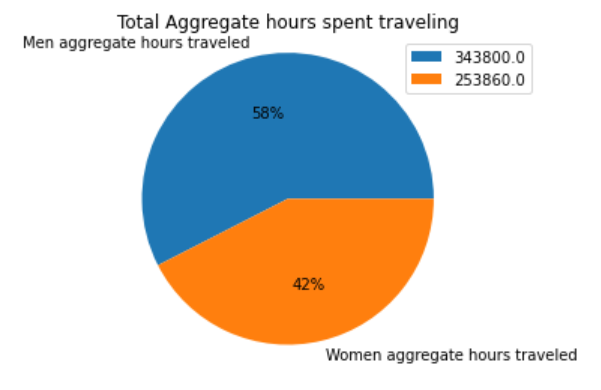 Total Aggregate hours spent traveling
Men aggregate hours traveled
343800.0
253860.0
58%
42%
Women aggregate hours traveled